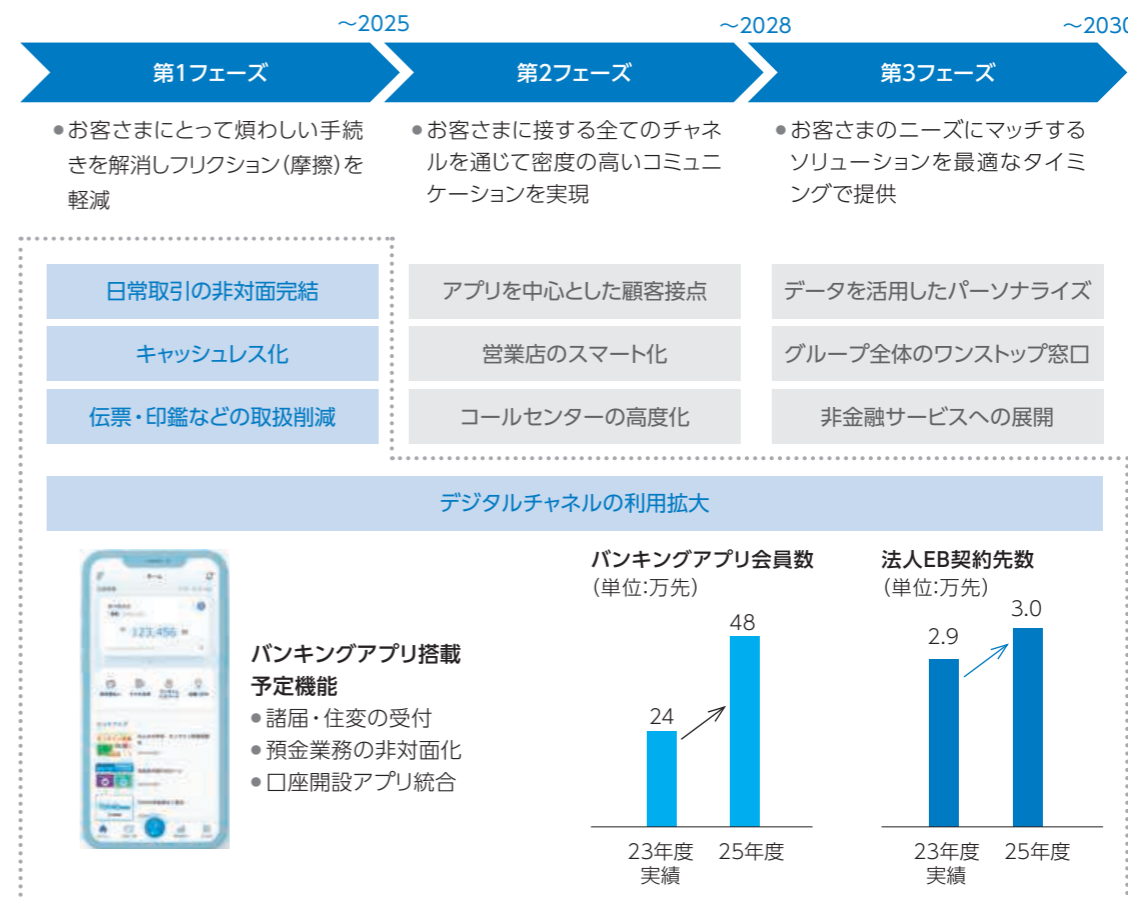 ～2025
～2028
～2030
第1フェーズ
第2フェーズ
第3フェーズ
●お客さまにとって煩わしい手続
きを解消しフリクション（摩擦）を
軽減
●お客さまに接する全てのチャネ
ルを通じて密度の高いコミュニ
ケーションを実現
●お客さまのニーズにマッチする
ソリューションを最適なタイミ
ングで提供
日常取引の非対面完結
キャッシュレス化
伝票・印鑑などの取扱削減
アプリを中心とした顧客接点
営業店のスマート化
コールセンターの高度化
データを活用したパーソナライズ
グループ全体のワンストップ窓口
非金融サービスへの展開
デジタルチャネルの利用拡大
ホーム
123,456
バンキングアプリ搭載
予定機能
●諸届・住変の受付
●預金業務の非対面化
●口座開設アプリ統合
バンキングアプリ会員数
（単位:万先）
24
48
23年度
実績
25年度
法人EB契約先数
（単位:万先）
2.9
3.0
23年度
実績
25年度